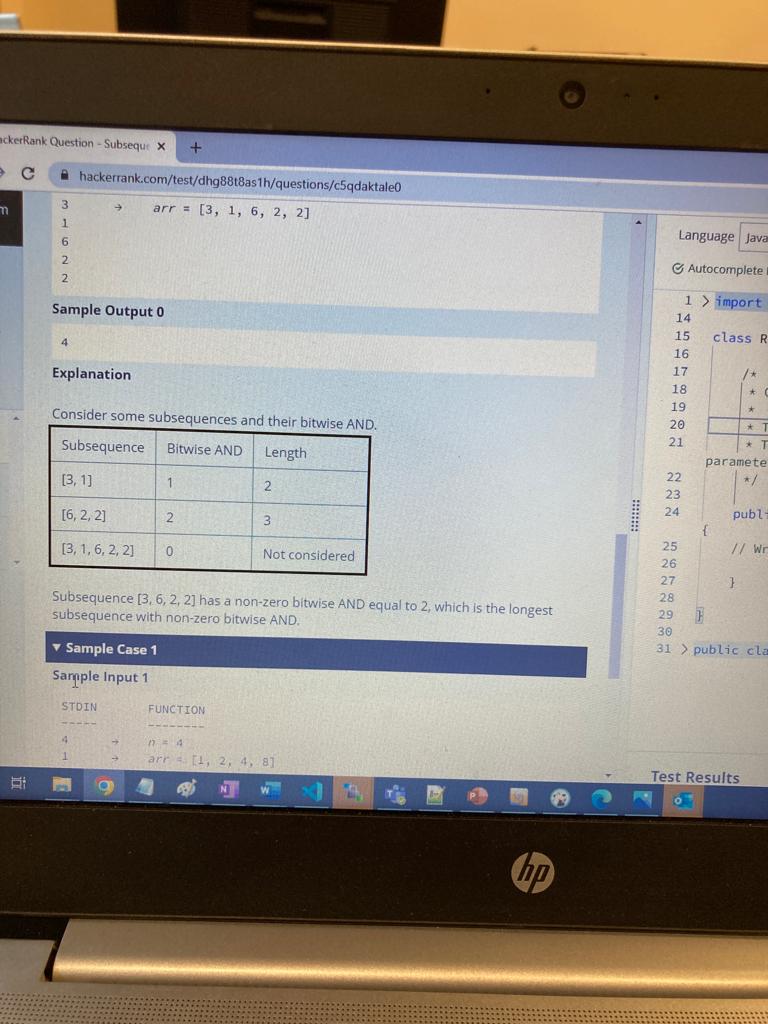 ackerRank Question - Subseque × +
hackerrank.com/test/dhg88t8as1h/questions/c5qdaktale0
3 → arr = [3, 1, 6, 2, 2]
1
6
2
2
Sample Output 0
4
Explanation
Consider some subsequences and their bitwise AND.
Subsequence Bitwise AND Length
[3, 1] 1 2
[6, 2, 2] 2 3
[3, 1, 6, 2, 2] 0 Not considered
Subsequence [3, 6, 2, 2] has a non-zero bitwise AND equal to 2, which is the longest
subsequence with non-zero bitwise AND.
▼ Sample Case 1
Sample Input 1
STDIN FUNCTION
----- --------
4 → n = 4
1 → arr = [1, 2, 4, 8]
Language Java
Autocomplete
1 > import
14
15 class R
16
17 /*
18 *
19 *
20 * T
21 * T
paramete
22 */
23
24 publi
{
25 // Wr
26
27 }
28
29 }
30
31 > public cla
Test Results
hp